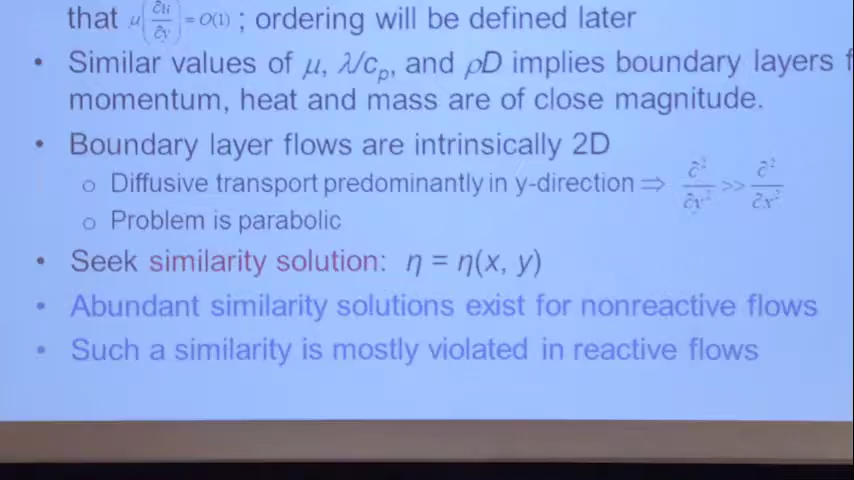 that μ(∂u/∂y) = O(1) ; ordering will be defined later
• Similar values of μ, λ/cp, and ρD implies boundary layers f
momentum, heat and mass are of close magnitude.
• Boundary layer flows are intrinsically 2D
o Diffusive transport predominantly in y-direction ⇒ ∂²/∂y² >> ∂²/∂x²
o Problem is parabolic
• Seek similarity solution: η = η(x, y)
• Abundant similarity solutions exist for nonreactive flows
• Such a similarity is mostly violated in reactive flows